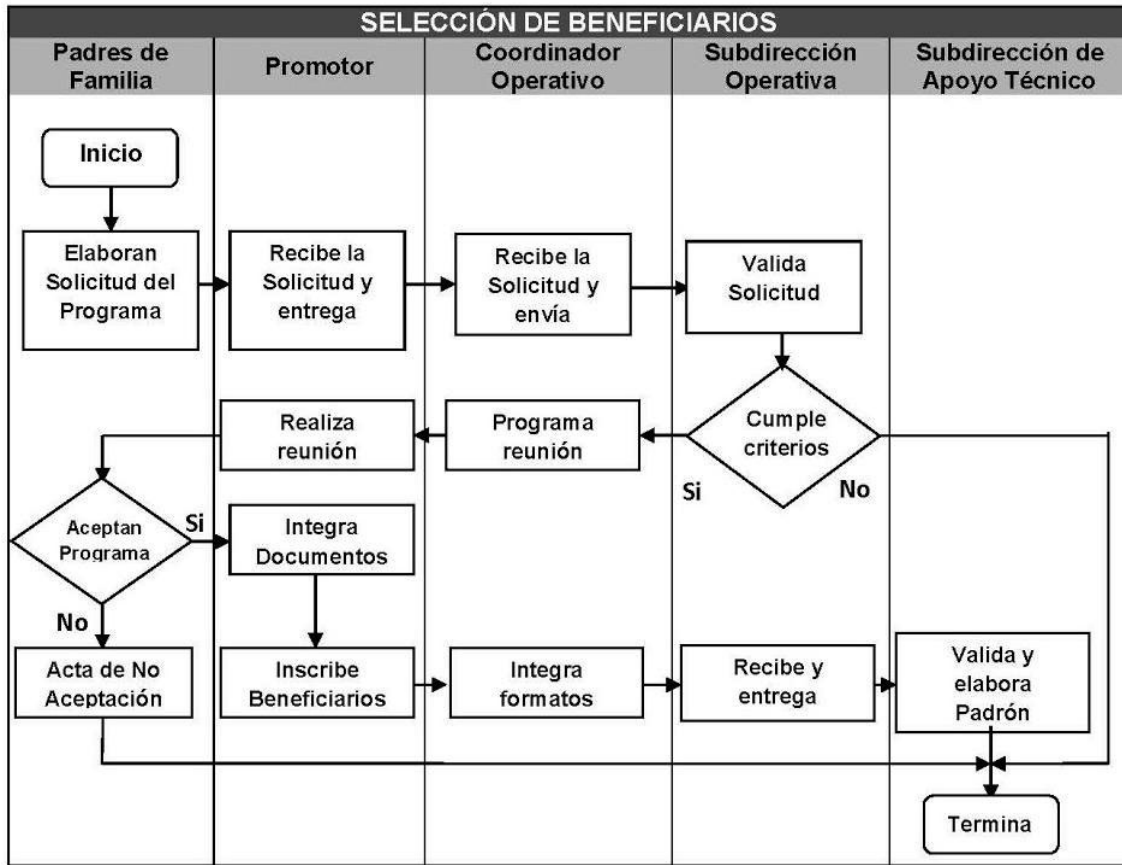 SELECCIÓN DE BENEFICIARIOS
Padres de
Familia
Promotor
Coordinador
Operativo
Subdirección
Operativa
Subdirección de
Apoyo Técnico
Inicio
Elaboran
Solicitud del
Programa
Recibe la
Solicitud y
entrega
Recibe la
Solicitud y
envía
Valida
Solicitud
Realiza
reunión
Programa
reunión
Cumple
criterios
Si
No
Aceptan
Programa
Si
No
Integra
Documentos
Acta de No
Aceptación
Inscribe
Beneficiarios
Integra
formatos
Recibe y
entrega
Valida y
elabora
Padrón
Termina